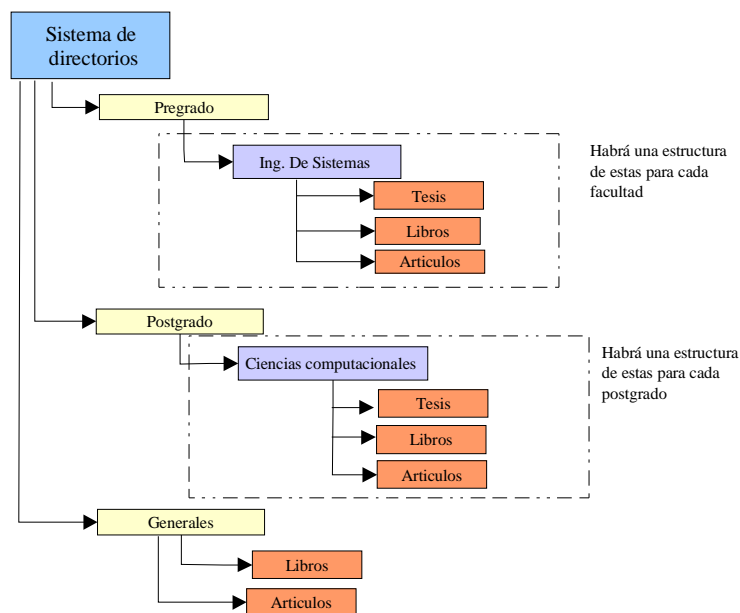 Sistema de
directorios
Pregrado
Ing. De Sistemas
Tesis
Libros
Articulos
Habrá una estructura
de estas para cada
facultad
Postgrado
Ciencias computacionales
Tesis
Libros
Articulos
Habrá una estructura
de estas para cada
postgrado
Generales
Libros
Articulos